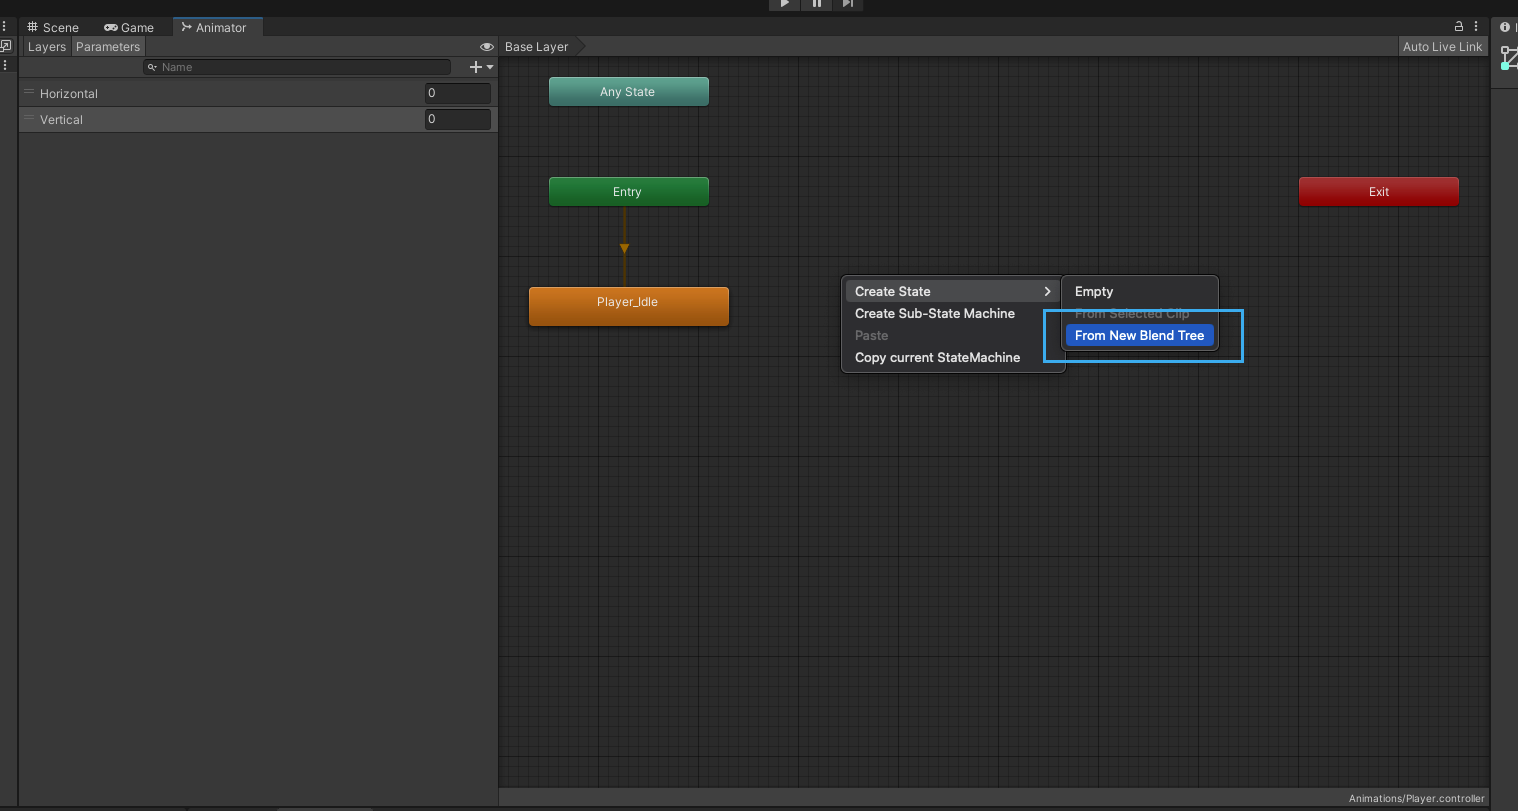 Scene Game Animator
Layers Parameters
Base Layer
Auto Live Link
Name
Horizontal 0
Vertical 0
Any State
Entry
Exit
Player_Idle
Create State
Create Sub-State Machine
Paste
Copy current StateMachine
Empty
From Selected Clip
From New Blend Tree
Animations/Player.controller